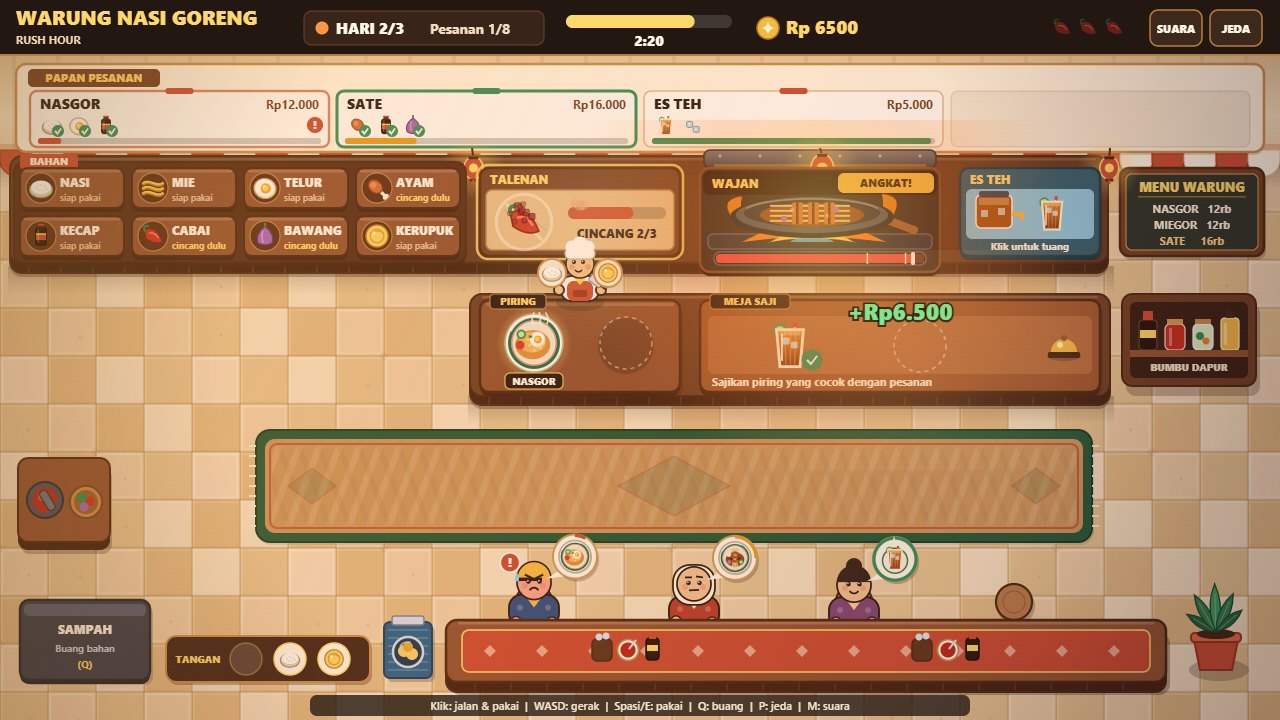 WARUNG NASI GORENG
RUSH HOUR
HARI 2/3 Pesanan 1/8
2:20
Rp 6500
SUARA
JEDA
PAPAN PESANAN
NASGOR Rp12.000
!
SATE Rp16.000
ES TEH Rp5.000
BAHAN
NASI
siap pakai
MIE
siap pakai
TELUR
siap pakai
AYAM
cincang dulu
KECAP
siap pakai
CABAI
cincang dulu
BAWANG
cincang dulu
KERUPUK
siap pakai
TALENAN
CINCANG 2/3
WAJAN
ANGKAT!
ES TEH
Klik untuk tuang
MENU WARUNG
NASGOR 12rb
MIEGOR 12rb
SATE 16rb
PIRING
NASGOR
MEJA SAJI
+Rp6.500
Sajikan piring yang cocok dengan pesanan
BUMBU DAPUR
!
SAMPAH
Buang bahan
(Q)
TANGAN
Klik: jalan & pakai | WASD: gerak | Spasi/E: pakai | Q: buang | P: jeda | M: suara